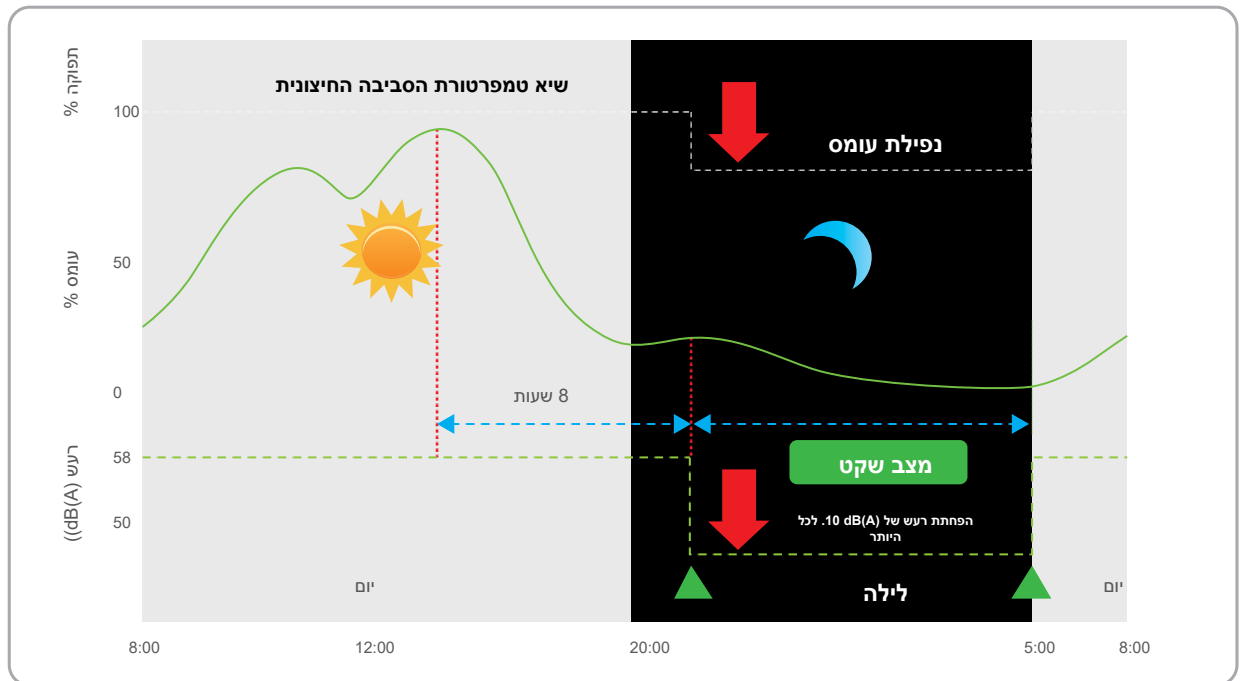 תפוקה %
שיא טמפרטורת הסביבה החיצונית
100
נפילת עומס
עומס %
50
0
8 שעות
רעש (dB(A))
58
מצב שקט
הפחתת רעש של 10 dB(A). לכל
היותר
50
יום
לילה
יום
8:00
12:00
20:00
5:00
8:00